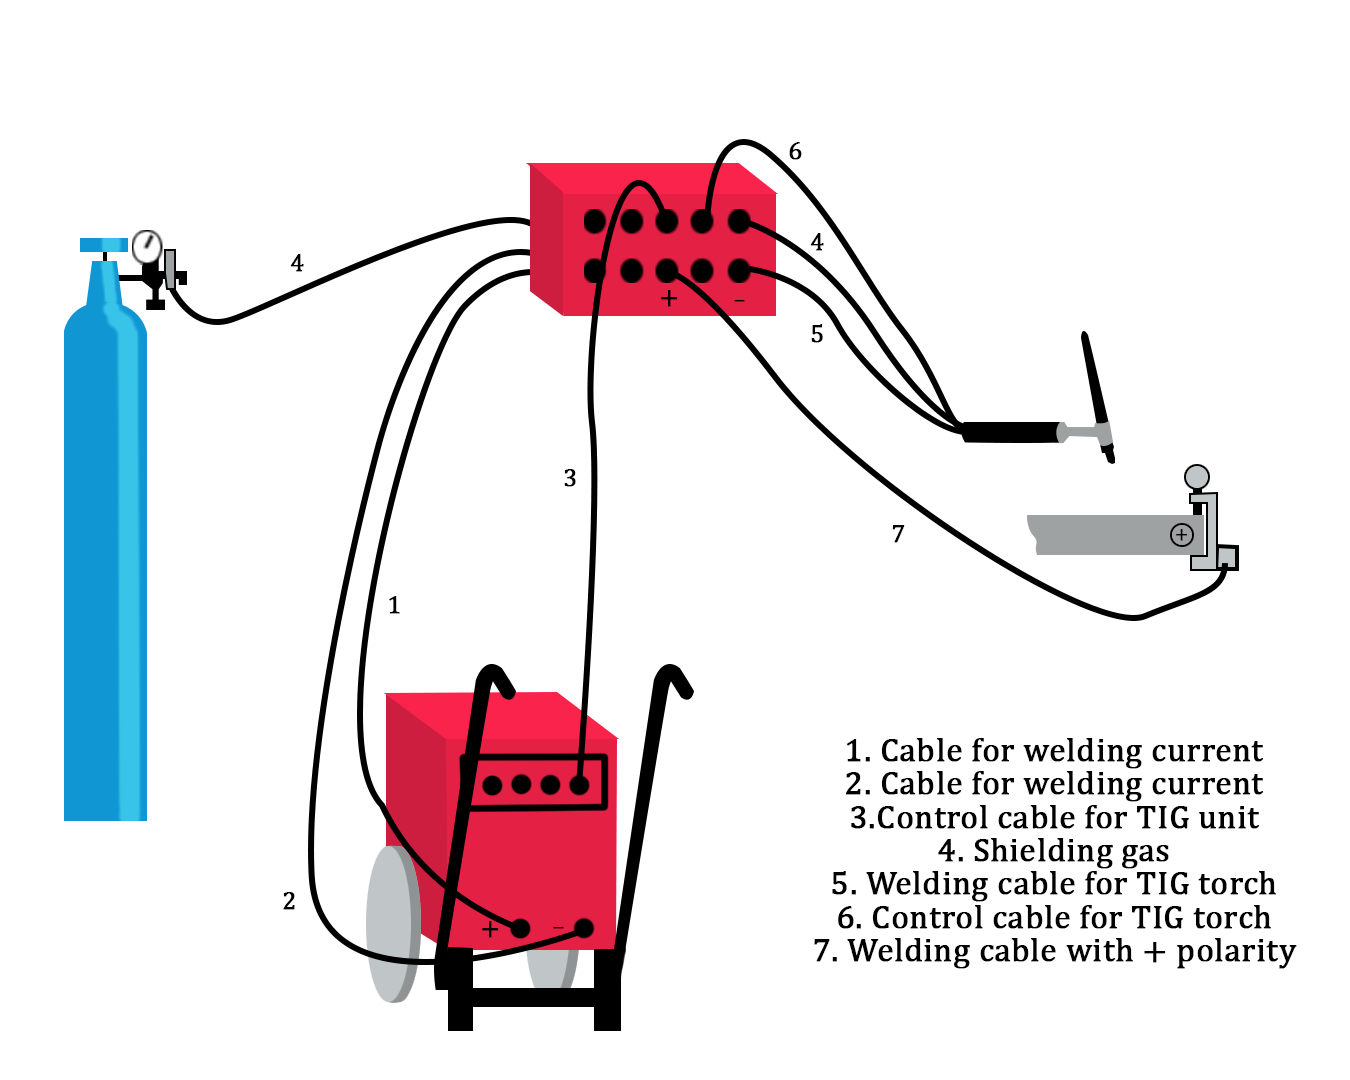 6
4
4
+
–
5
3
7
+
1
2
+
–
1. Cable for welding current
2. Cable for welding current
3.Control cable for TIG unit
4. Shielding gas
5. Welding cable for TIG torch
6. Control cable for TIG torch
7. Welding cable with + polarity